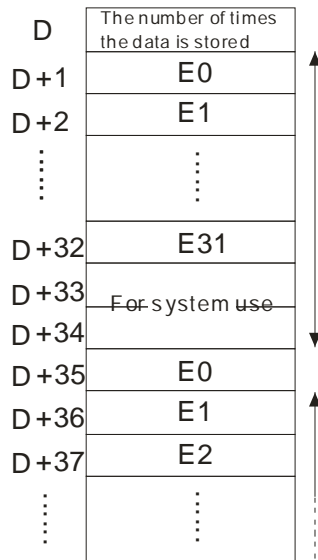 D
The number of times
the data is stored
D+1 E0
D+2 E1
...... ......
D+32 E31
D+33
For system use
D+34
D+35 E0
D+36 E1
D+37 E2
...... ......